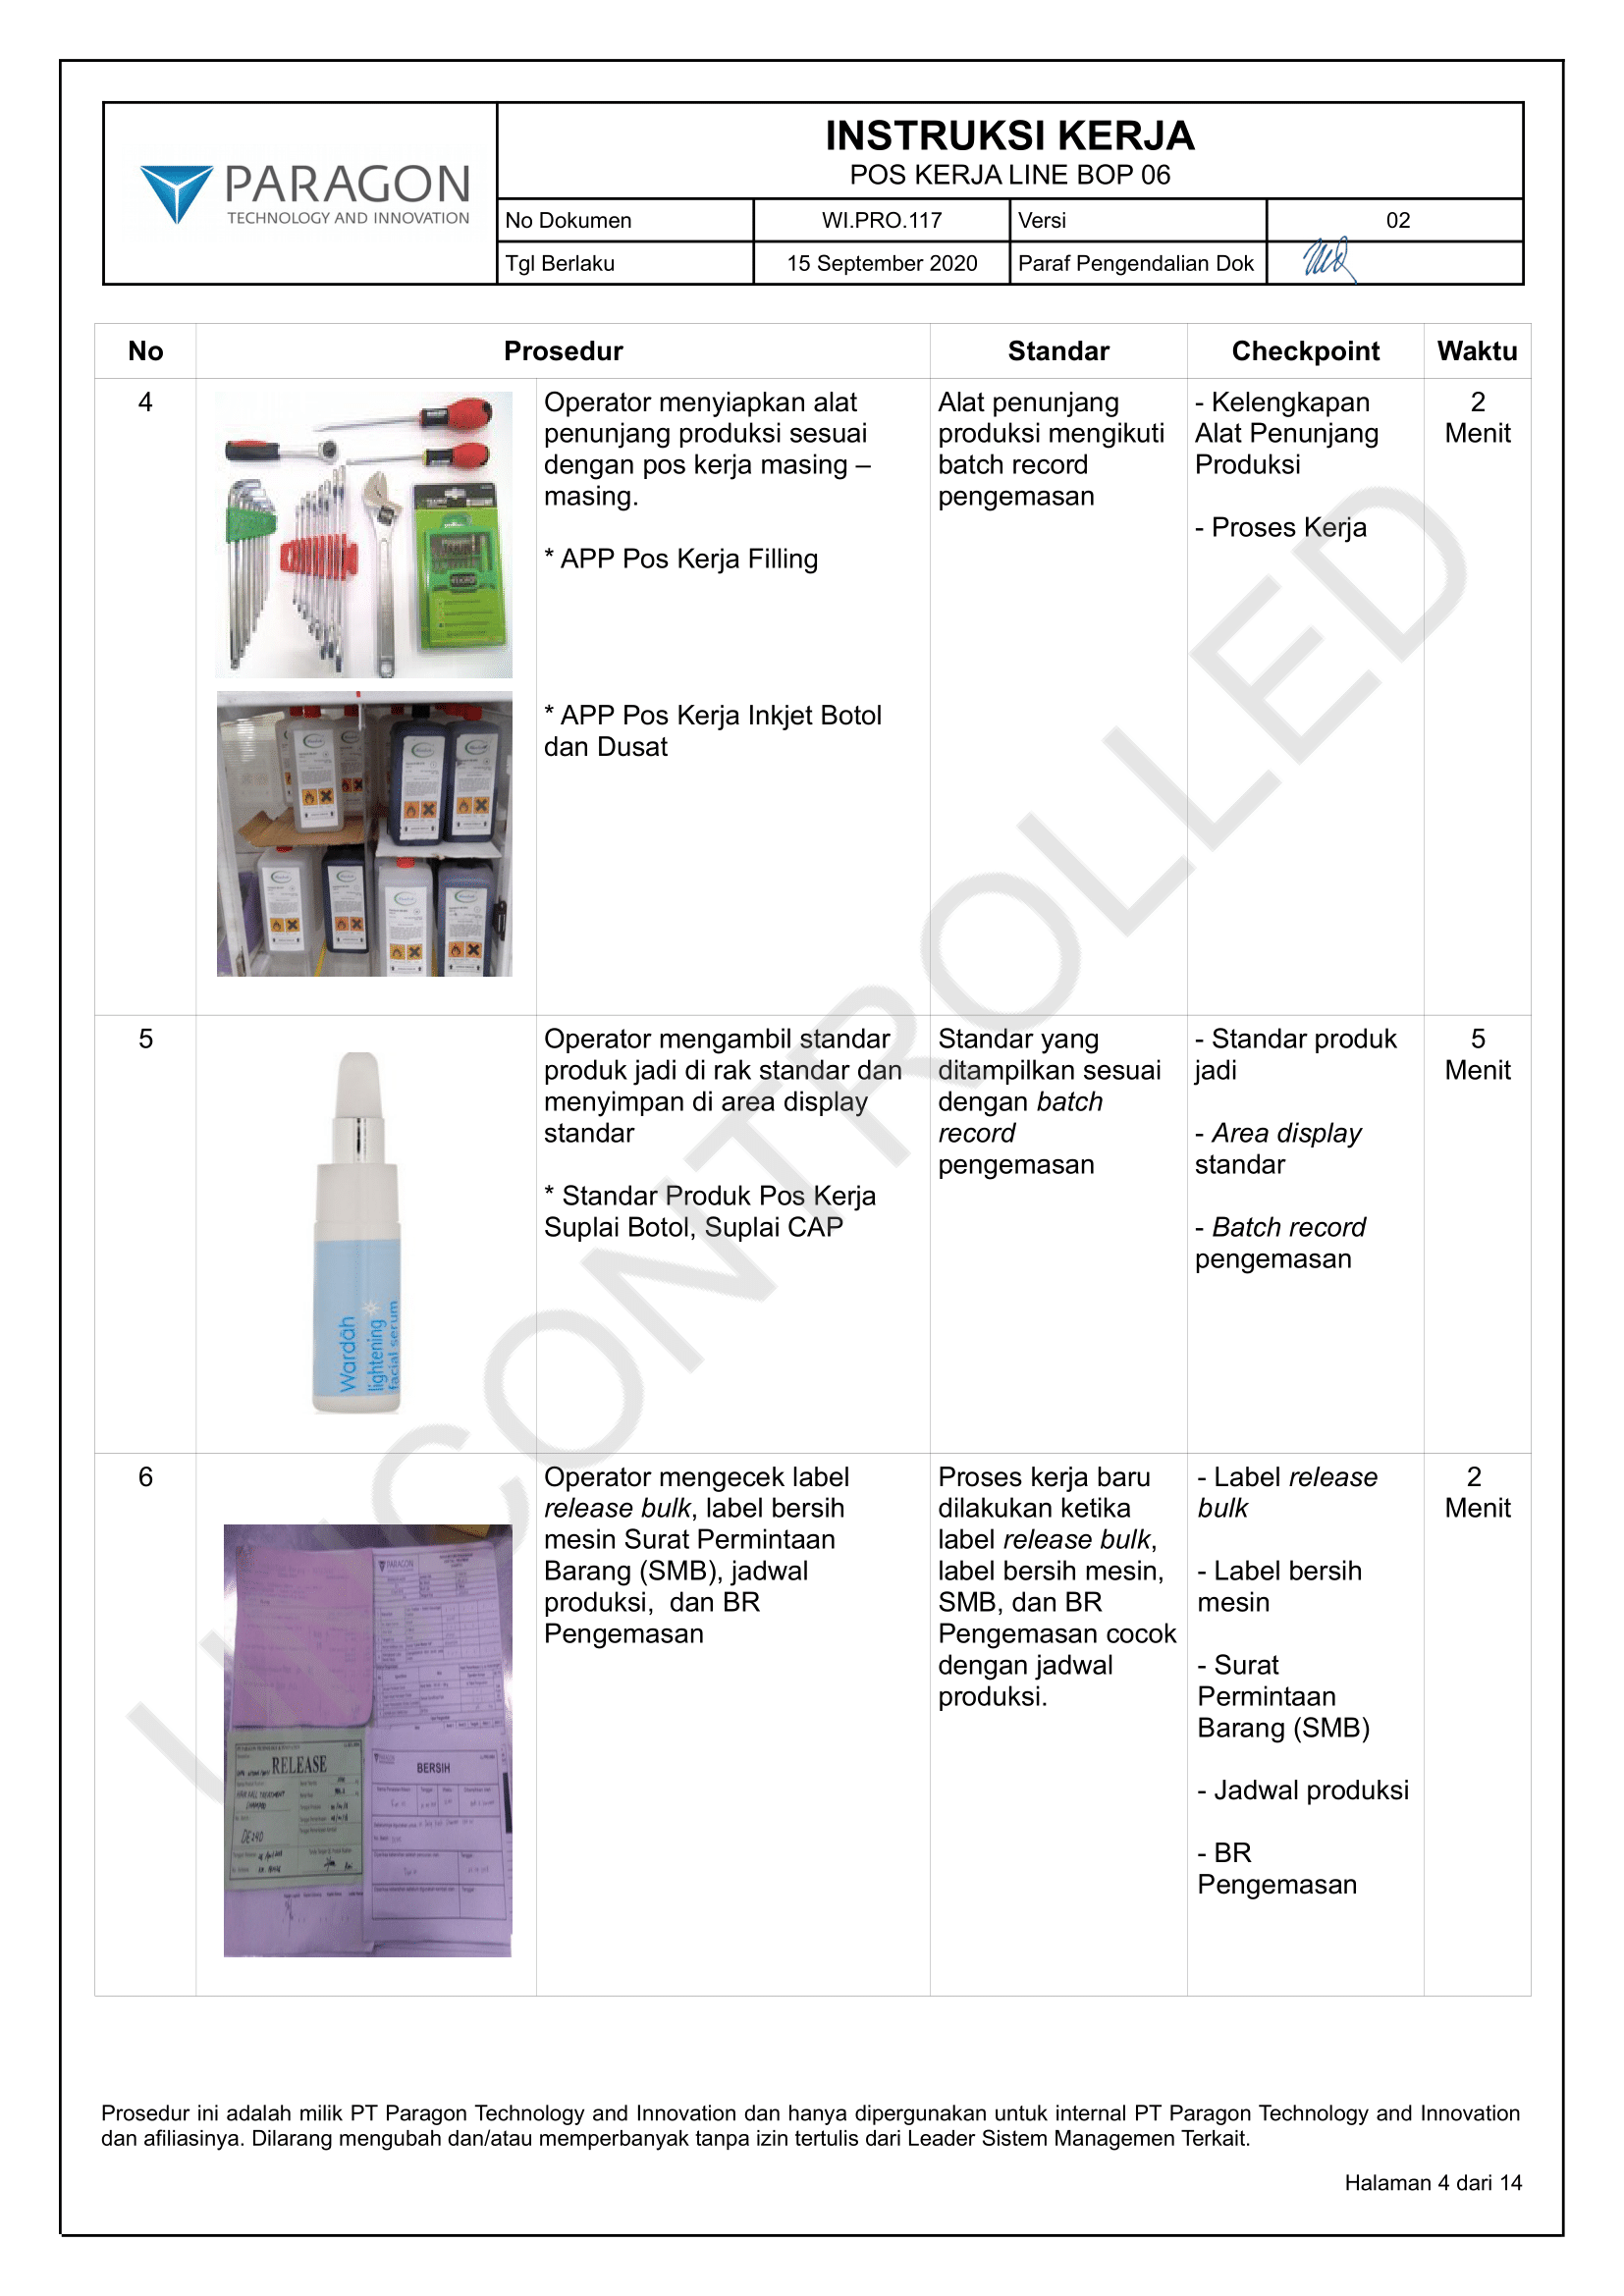 PARAGON
TECHNOLOGY AND INNOVATION
INSTRUKSI KERJA
POS KERJA LINE BOP 06
No Dokumen
WI.PRO.117
Versi
02
Tgl Berlaku
15 September 2020
Paraf Pengendalian Dok
No
Prosedur
Standar
Checkpoint
Waktu
4
Operator menyiapkan alat
penunjang produksi sesuai
dengan pos kerja masing –
masing.
* APP Pos Kerja Filling
* APP Pos Kerja Inkjet Botol
dan Dusat
Alat penunjang
produksi mengikuti
batch record
pengemasan
- Kelengkapan
Alat Penunjang
Produksi
- Proses Kerja
2
Menit
5
Wardah
lightening
facial serum
Operator mengambil standar
produk jadi di rak standar dan
menyimpan di area display
standar
* Standar Produk Pos Kerja
Suplai Botol, Suplai CAP
Standar yang
ditampilkan sesuai
dengan batch
record
pengemasan
- Standar produk
jadi
- Area display
standar
- Batch record
pengemasan
5
Menit
6
PARAGON
RELEASE
BERSIH
Operator mengecek label
release bulk, label bersih
mesin Surat Permintaan
Barang (SMB), jadwal
produksi,  dan BR
Pengemasan
Proses kerja baru
dilakukan ketika
label release bulk,
label bersih mesin,
SMB, dan BR
Pengemasan cocok
dengan jadwal
produksi.
- Label release
bulk
- Label bersih
mesin
- Surat
Permintaan
Barang (SMB)
- Jadwal produksi
- BR
Pengemasan
2
Menit
UNCONTROLLED
Prosedur ini adalah milik PT Paragon Technology and Innovation dan hanya dipergunakan untuk internal PT Paragon Technology and Innovation
dan afiliasinya. Dilarang mengubah dan/atau memperbanyak tanpa izin tertulis dari Leader Sistem Managemen Terkait.
Halaman 4 dari 14